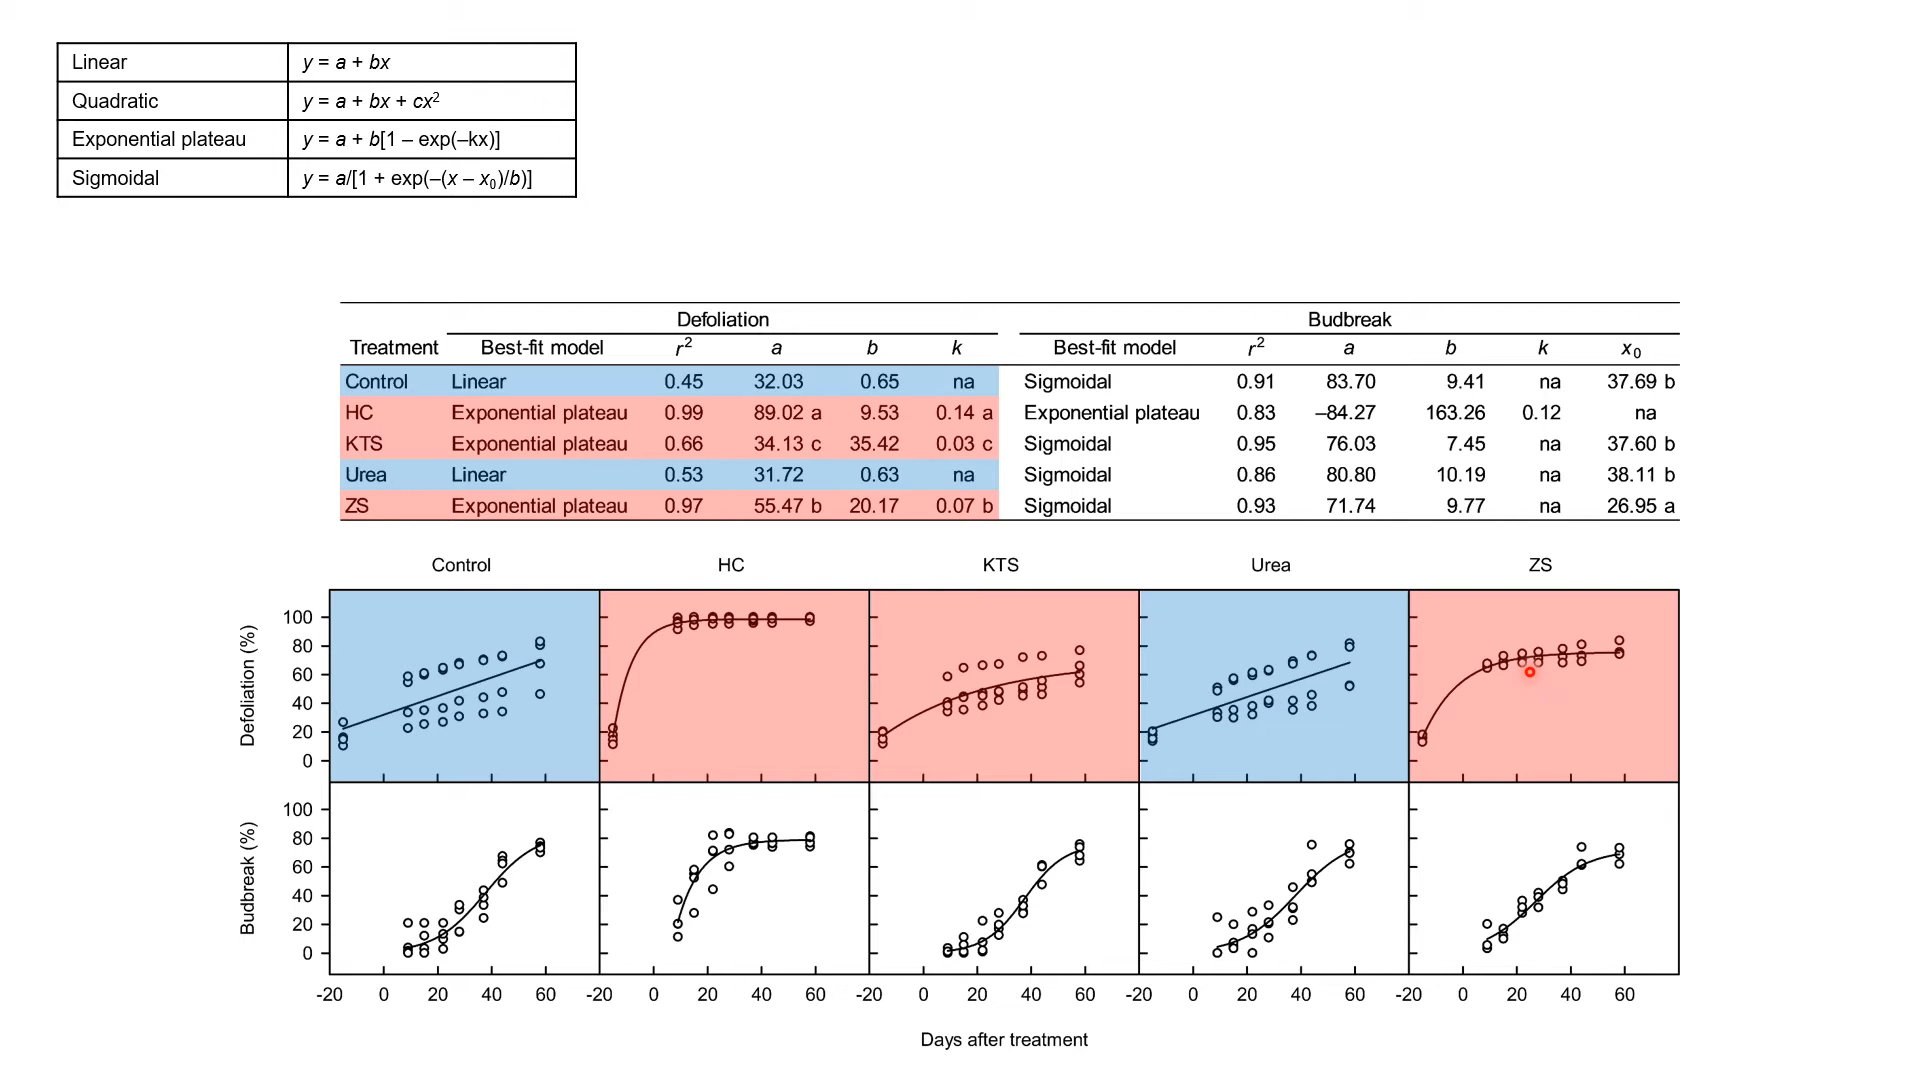 Linear y = a + bx
Quadratic y = a + bx + cx²
Exponential plateau y = a + b[1 – exp(–kx)]
Sigmoidal y = a/[1 + exp(–(x – x₀)/b)]
Defoliation Budbreak
Treatment Best-fit model r² a b k Best-fit model r² a b k x₀
Control Linear 0.45 32.03 0.65 na Sigmoidal 0.91 83.70 9.41 na 37.69 b
HC Exponential plateau 0.99 89.02 a 9.53 0.14 a Exponential plateau 0.83 –84.27 163.26 0.12 na
KTS Exponential plateau 0.66 34.13 c 35.42 0.03 c Sigmoidal 0.95 76.03 7.45 na 37.60 b
Urea Linear 0.53 31.72 0.63 na Sigmoidal 0.86 80.80 10.19 na 38.11 b
ZS Exponential plateau 0.97 55.47 b 20.17 0.07 b Sigmoidal 0.93 71.74 9.77 na 26.95 a
Control HC KTS Urea ZS
Defoliation (%)
100
80
60
40
20
0
Budbreak (%)
100
80
60
40
20
0
-20 0 20 40 60 -20 0 20 40 60 -20 0 20 40 60 -20 0 20 40 60 -20 0 20 40 60
Days after treatment